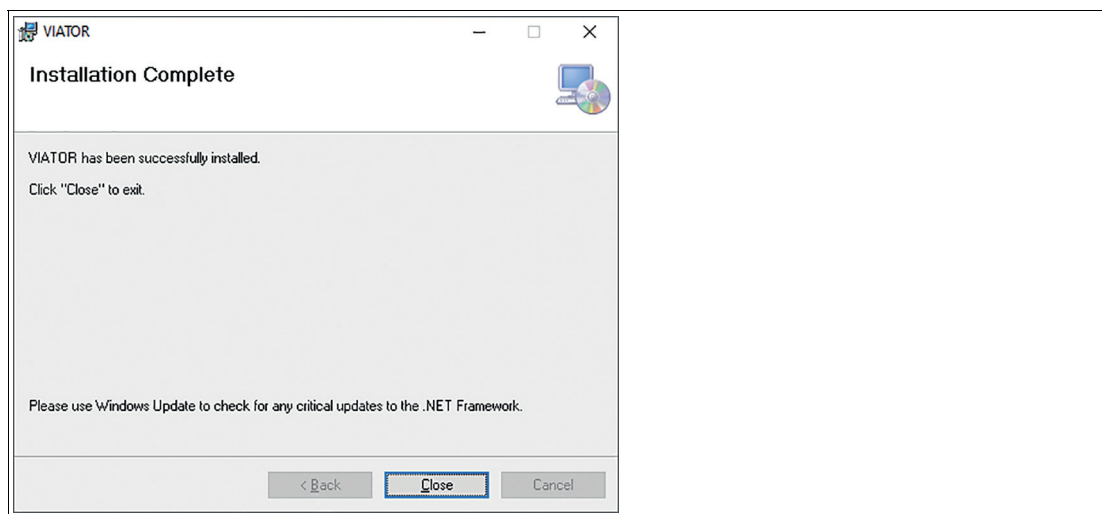 VIATOR
Installation Complete
VIATOR has been successfully installed.
Click "Close" to exit.
Please use Windows Update to check for any critical updates to the .NET Framework.
< Back Close Cancel